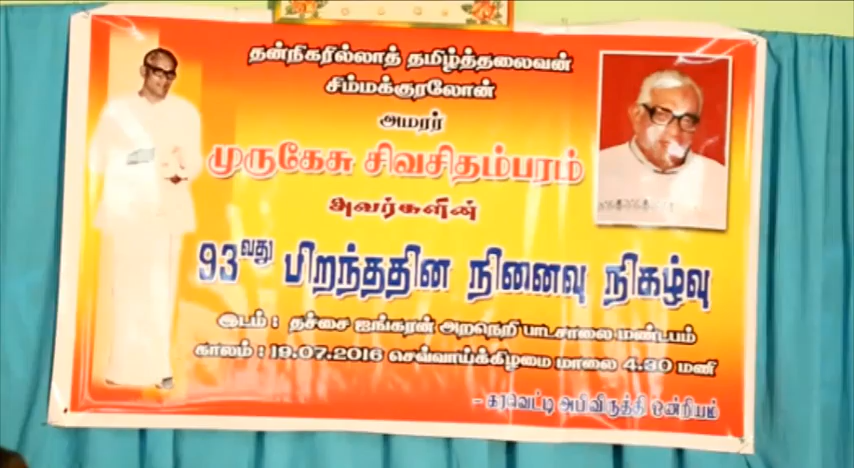 தன்நிகரில்லாத் தமிழ்த்தலைவன்
சிம்மக்குரலோன்
அமரர்
முருகேசு சிவசிதம்பரம்
அவர்களின்
93வது பிறந்ததின நினைவு நிகழ்வு
இடம் : தச்சை ஐங்கரன் அறநெறி பாடசாலை மண்டபம்
காலம் : 19.07.2016 செவ்வாய்க்கிழமை மாலை 4.30 மணி
- கரவெட்டி அபிவிருத்தி ஒன்றியம்